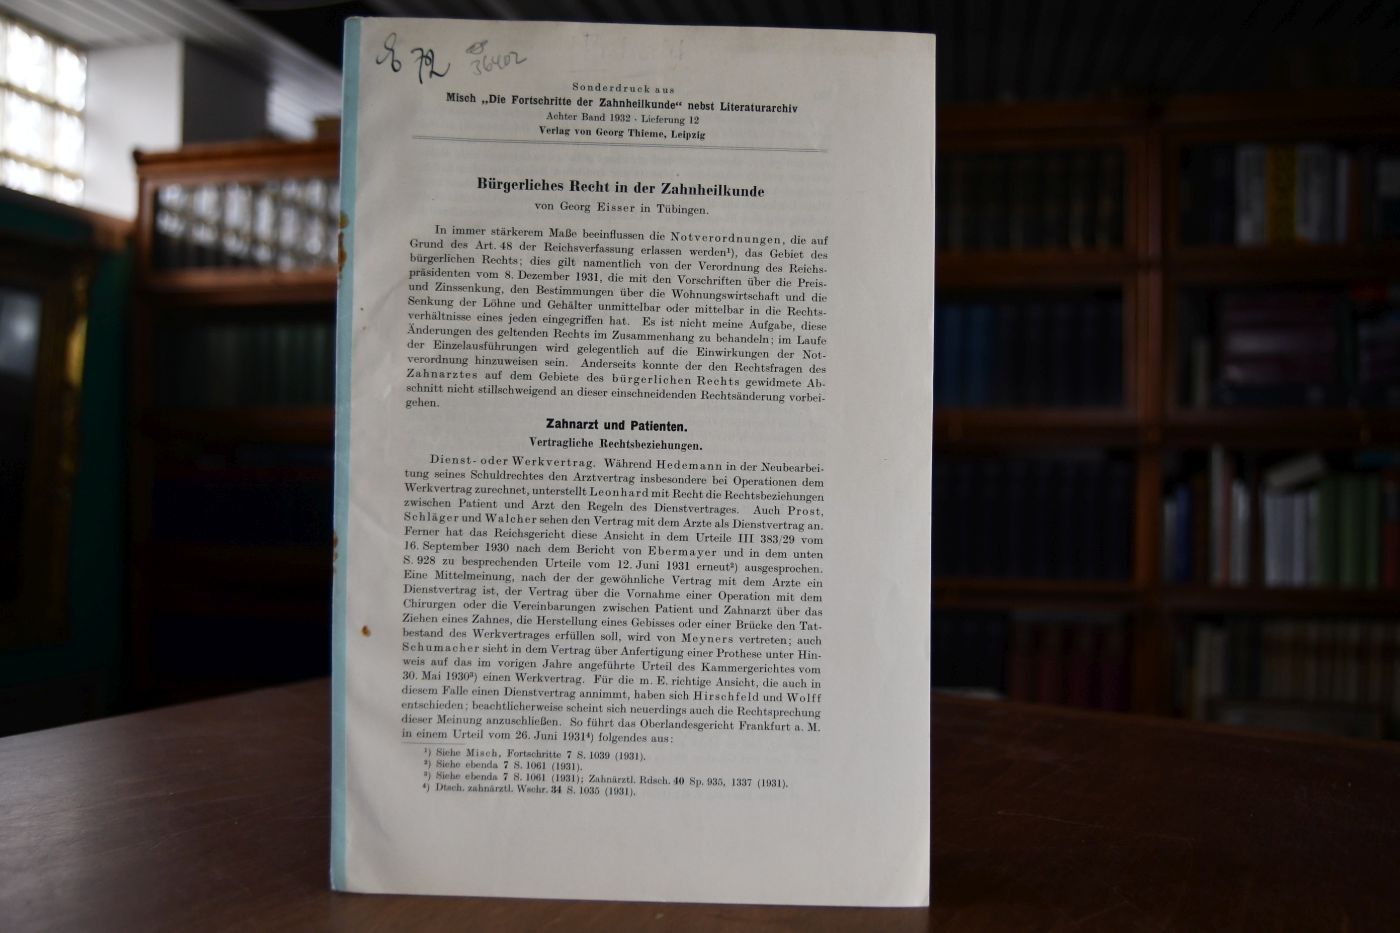 E 72 36402
Sonderdruck aus
Misch „Die Fortschritte der Zahnheilkunde“ nebst Literaturarchiv
Achter Band 1932 · Lieferung 12
Verlag von Georg Thieme, Leipzig
Bürgerliches Recht in der Zahnheilkunde
von Georg Eisser in Tübingen.
In immer stärkerem Maße beeinflussen die Notverordnungen, die auf
Grund des Art. 48 der Reichsverfassung erlassen werden¹), das Gebiet des
bürgerlichen Rechts; dies gilt namentlich von der Verordnung des Reichs-
präsidenten vom 8. Dezember 1931, die mit den Vorschriften über die Preis-
und Zinssenkung, den Bestimmungen über die Wohnungswirtschaft und die
Senkung der Löhne und Gehälter unmittelbar oder mittelbar in die Rechts-
verhältnisse eines jeden eingegriffen hat. Es ist nicht meine Aufgabe, diese
Änderungen des geltenden Rechts im Zusammenhang zu behandeln; im Laufe
der Einzelausführungen wird gelegentlich auf die Einwirkungen der Not-
verordnung hinzuweisen sein. Anderseits konnte der den Rechtsfragen des
Zahnarztes auf dem Gebiete des bürgerlichen Rechts gewidmete Ab-
schnitt nicht stillschweigend an dieser einschneidenden Rechtsänderung vorbei-
gehen.
Zahnarzt und Patienten.
Vertragliche Rechtsbeziehungen.
Dienst- oder Werkvertrag. Während Hedemann in der Neubearbei-
tung seines Schuldrechtes den Arztvertrag insbesondere bei Operationen dem
Werkvertrag zurechnet, unterstellt Leonhard mit Recht die Rechtsbeziehungen
zwischen Patient und Arzt den Regeln des Dienstvertrages. Auch Prost,
Schläger und Walcher sehen den Vertrag mit dem Arzte als Dienstvertrag an.
Ferner hat das Reichsgericht diese Ansicht in dem Urteile III 383/29 vom
16. September 1930 nach dem Bericht von Ebermayer und in dem unten
S. 928 zu besprechenden Urteile vom 12. Juni 1931 erneut²) ausgesprochen.
Eine Mittelmeinung, nach der der gewöhnliche Vertrag mit dem Arzte ein
Dienstvertrag ist, der Vertrag über die Vornahme einer Operation mit dem
Chirurgen oder die Vereinbarungen zwischen Patient und Zahnarzt über das
Ziehen eines Zahnes, die Herstellung eines Gebisses oder einer Brücke den Tat-
bestand des Werkvertrages erfüllen soll, wird von Meyners vertreten; auch
Schumacher sieht in dem Vertrag über Anfertigung einer Prothese unter Hin-
weis auf das im vorigen Jahre angeführte Urteil des Kammergerichtes vom
30. Mai 1930³) einen Werkvertrag. Für die m. E. richtige Ansicht, die auch in
diesem Falle einen Dienstvertrag annimmt, haben sich Hirschfeld und Wolff
entschieden; beachtlicherweise scheint sich neuerdings auch die Rechtsprechung
dieser Meinung anzuschließen. So führt das Oberlandesgericht Frankfurt a. M.
in einem Urteil vom 26. Juni 1931⁴) folgendes aus:
¹) Siehe Misch, Fortschritte 7 S. 1039 (1931).
²) Siehe ebenda 7 S. 1061 (1931).
³) Siehe ebenda 7 S. 1061 (1931); Zahnärztl. Rdsch. 40 Sp. 935, 1337 (1931).
⁴) Dtsch. zahnärztl. Wschr. 34 S. 1035 (1931).